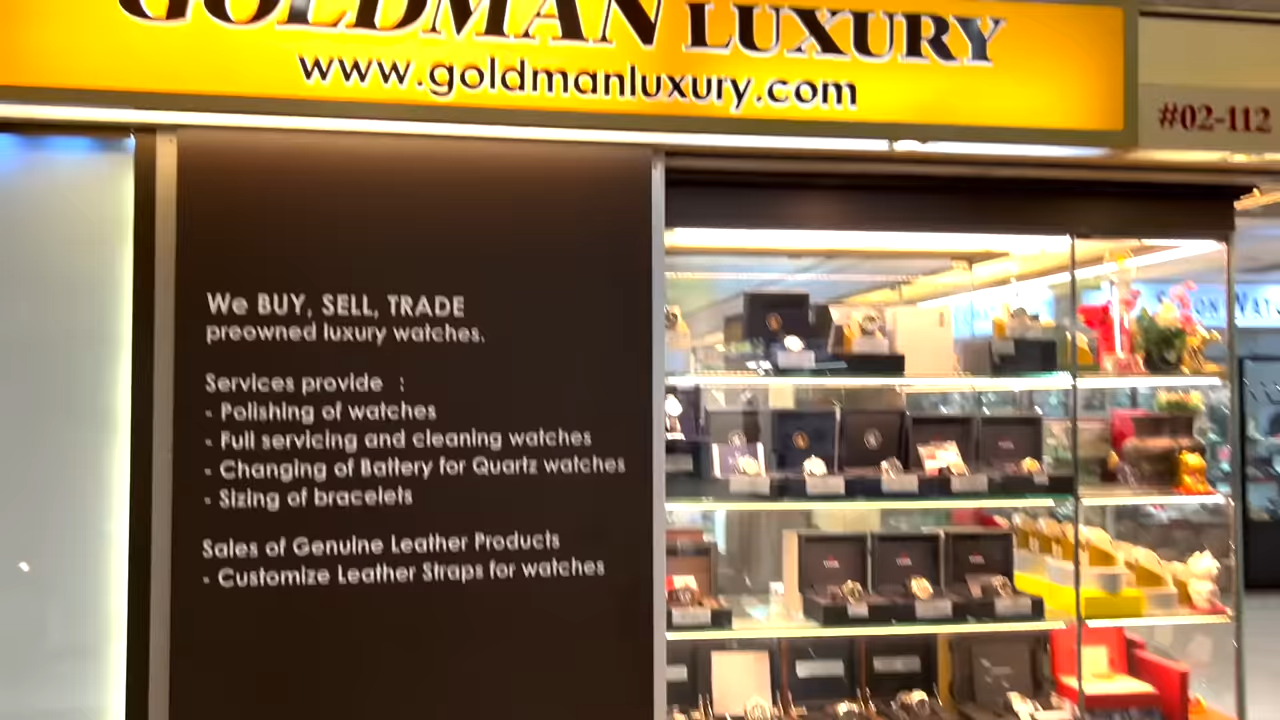 GOLDMAN LUXURY
www.goldmanluxury.com
#02-112
We BUY, SELL, TRADE
preowned luxury watches.
Services provide :
- Polishing of watches
- Full servicing and cleaning watches
- Changing of Battery for Quartz watches
- Sizing of bracelets
Sales of Genuine Leather Products
- Customize Leather Straps for watches